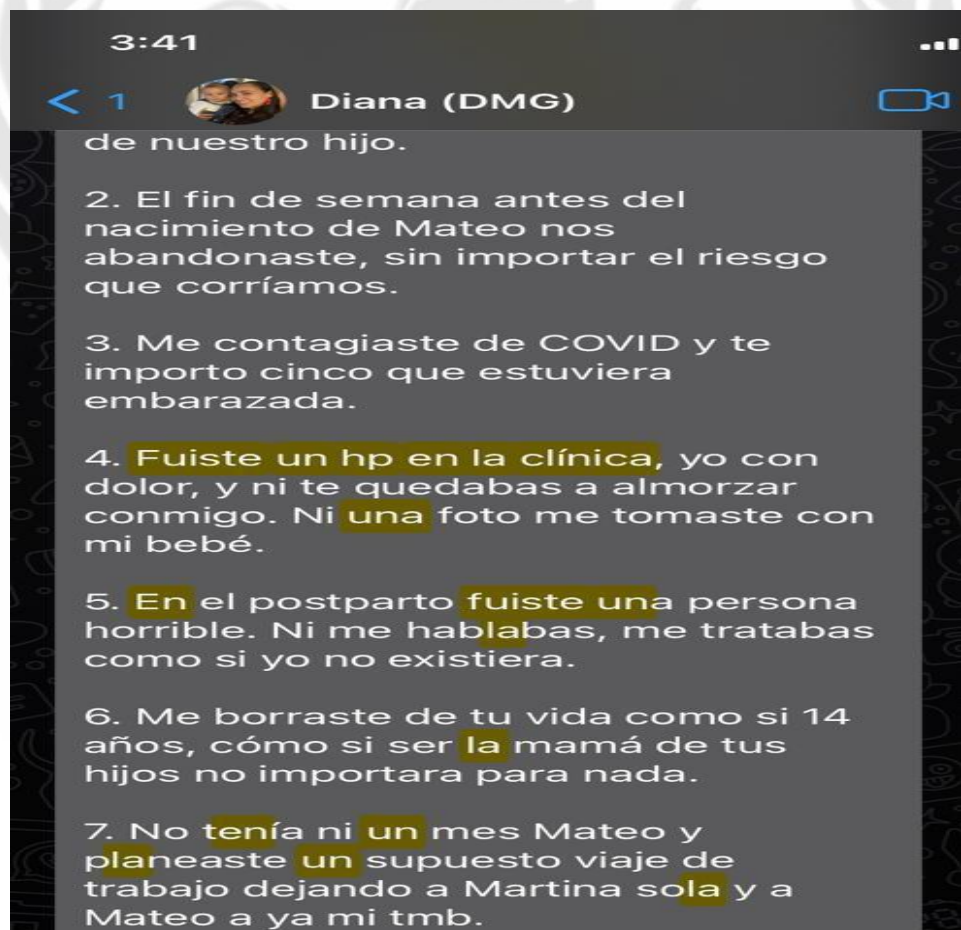 3:41
1 Diana (DMG)
de nuestro hijo.
2. El fin de semana antes del
nacimiento de Mateo nos
abandonaste, sin importar el riesgo
que corríamos.
3. Me contagiaste de COVID y te
importo cinco que estuviera
embarazada.
4. Fuiste un hp en la clínica, yo con
dolor, y ni te quedabas a almorzar
conmigo. Ni una foto me tomaste con
mi bebé.
5. En el postparto fuiste una persona
horrible. Ni me hablabas, me tratabas
como si yo no existiera.
6. Me borraste de tu vida como si 14
años, cómo si ser la mamá de tus
hijos no importara para nada.
7. No tenía ni un mes Mateo y
planeaste un supuesto viaje de
trabajo dejando a Martina sola y a
Mateo a ya mi tmb.